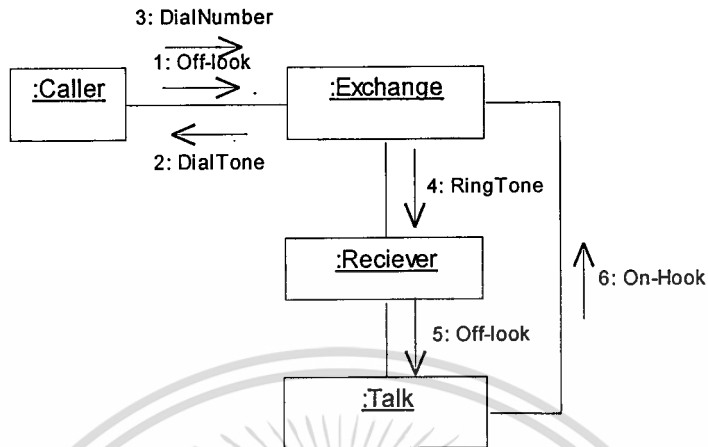 3: DialNumber
1: Off-look
:Caller
:Exchange
2: DialTone
4: RingTone
:Reciever
6: On-Hook
5: Off-look
:Talk